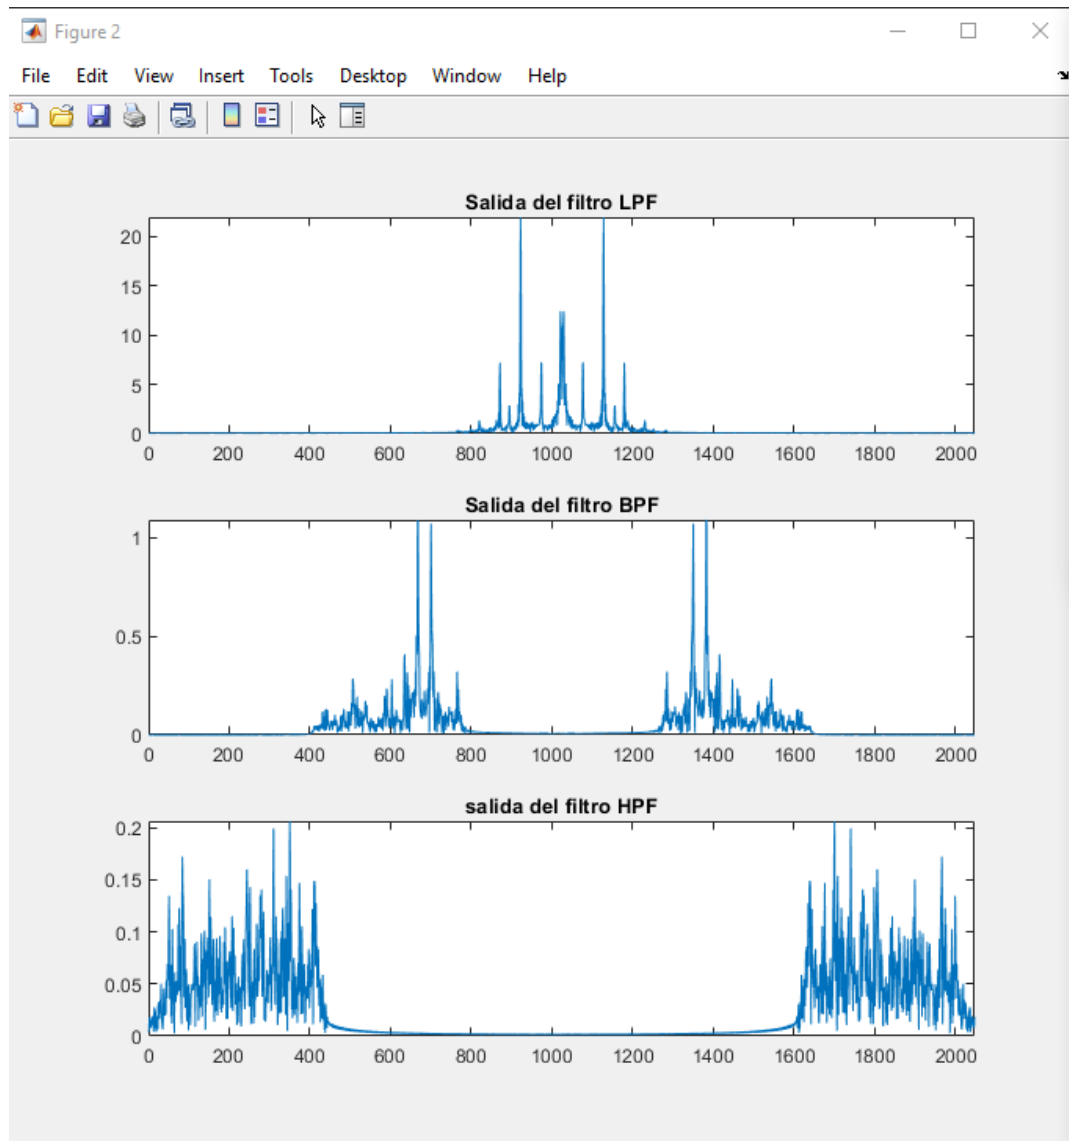 Figure 2
File Edit View Insert Tools Desktop Window Help
Salida del filtro LPF
20
15
10
5
0
0 200 400 600 800 1000 1200 1400 1600 1800 2000
Salida del filtro BPF
1
0.5
0
0 200 400 600 800 1000 1200 1400 1600 1800 2000
salida del filtro HPF
0.2
0.15
0.1
0.05
0
0 200 400 600 800 1000 1200 1400 1600 1800 2000